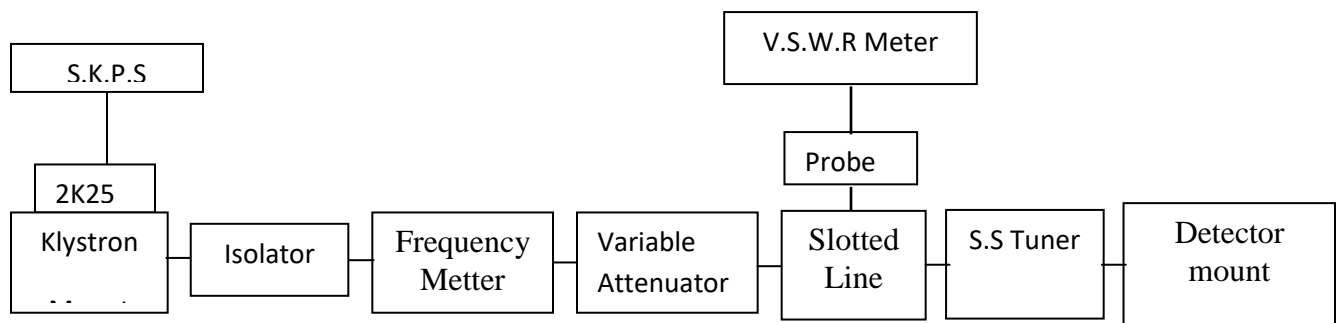 V.S.W.R Meter
S.K.P.S
Probe
2K25
Klystron
Isolator
Frequency
Metter
Variable
Attenuator
Slotted
Line
S.S Tuner
Detector
mount